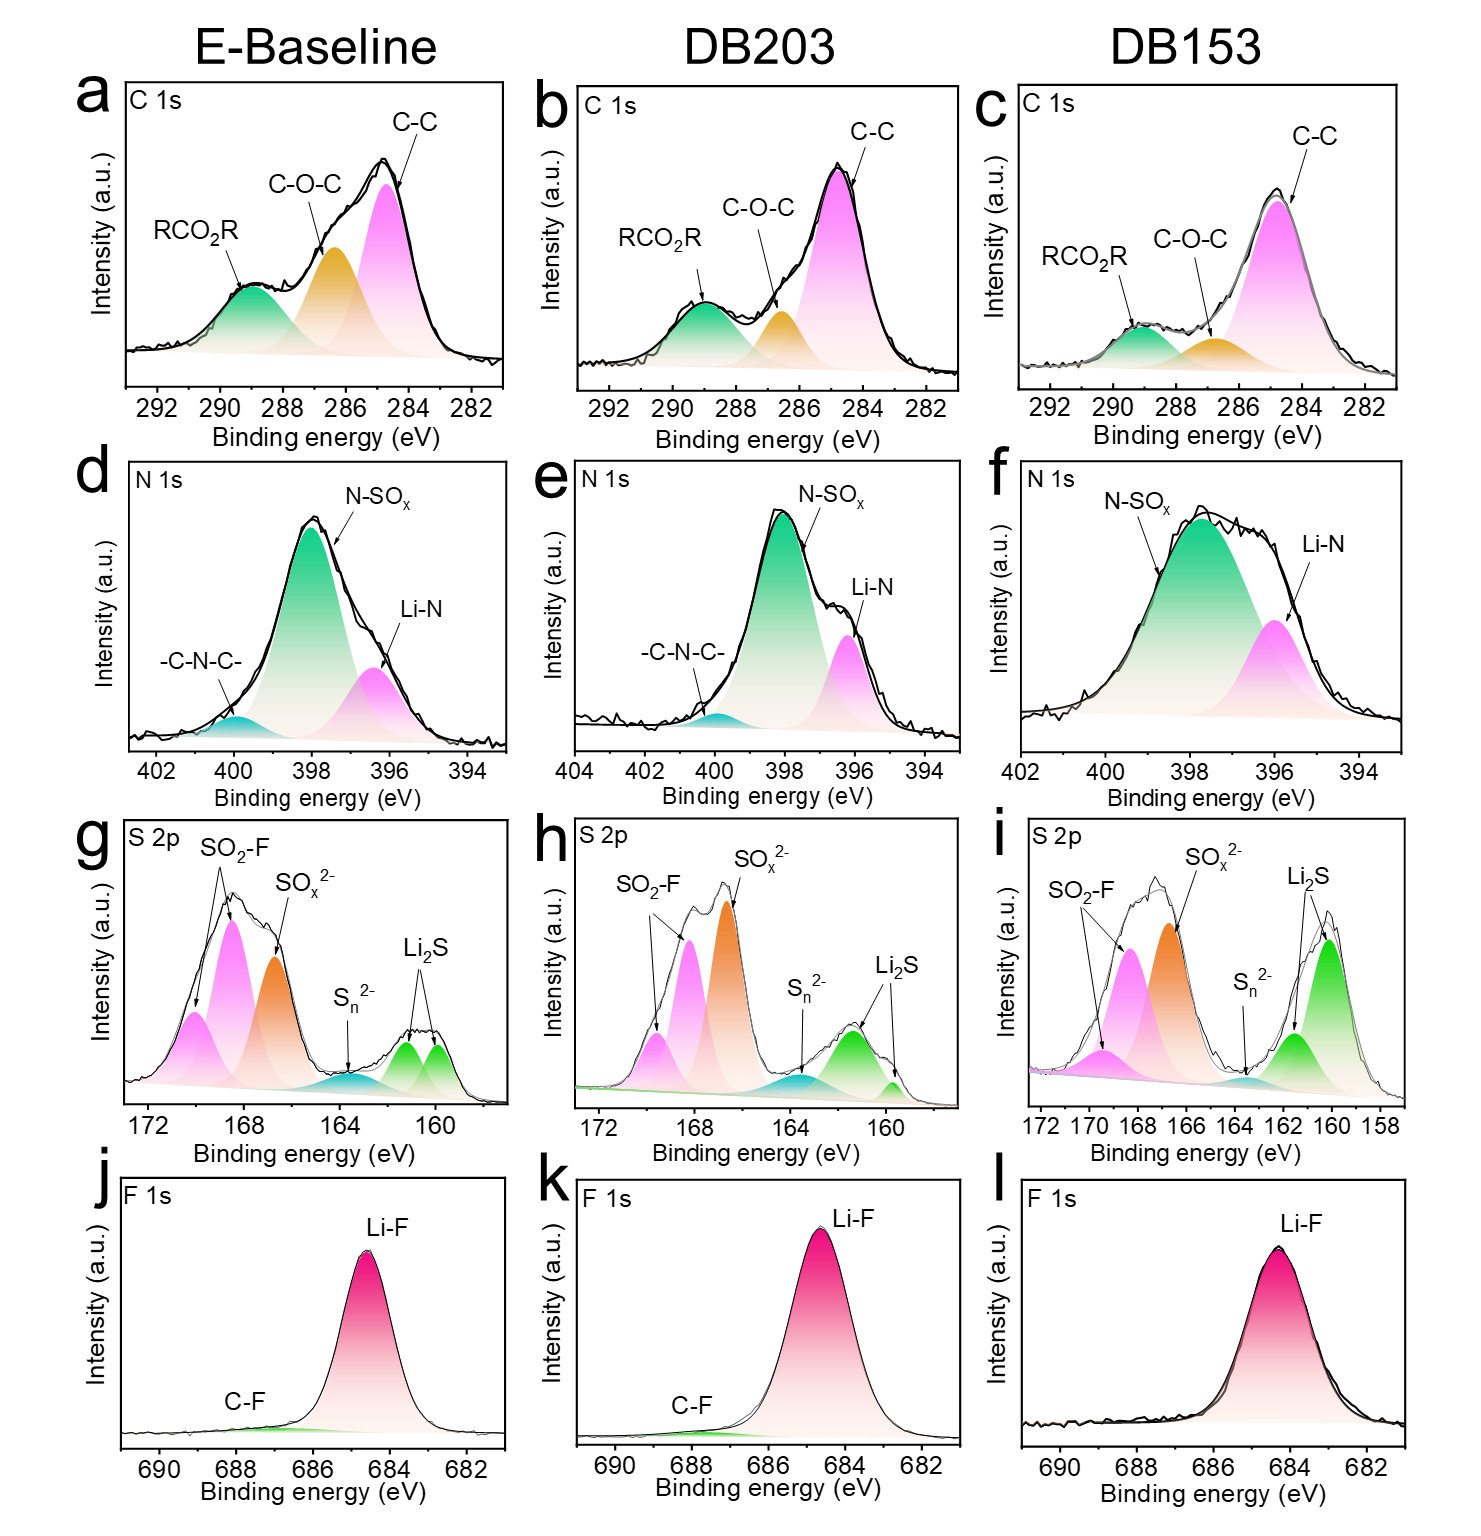 E-Baseline DB203 DB153
a
C 1s
C-C
C-O-C
RCO₂R
Intensity (a.u.)
292 290 288 286 284 282
Binding energy (eV)
b
C 1s
C-C
C-O-C
RCO₂R
Intensity (a.u.)
292 290 288 286 284 282
Binding energy (eV)
c
C 1s
C-C
C-O-C
RCO₂R
Intensity (a.u.)
292 290 288 286 284 282
Binding energy (eV)
d
N 1s
N-SOₓ
Li-N
-C-N-C-
Intensity (a.u.)
402 400 398 396 394
Binding energy (eV)
e
N 1s
N-SOₓ
Li-N
-C-N-C-
Intensity (a.u.)
404 402 400 398 396 394
Binding energy (eV)
f
N 1s
N-SOₓ
Li-N
Intensity (a.u.)
402 400 398 396 394
Binding energy (eV)
g
S 2p
SO₂-F
SOₓ²⁻
Li₂S
Sₙ²⁻
Intensity (a.u.)
172 168 164 160
Binding energy (eV)
h
S 2p
SOₓ²⁻
SO₂-F
Li₂S
Sₙ²⁻
Intensity (a.u.)
172 168 164 160
Binding energy (eV)
i
S 2p
SOₓ²⁻
SO₂-F
Li₂S
Sₙ²⁻
Intensity (a.u.)
172 170 168 166 164 162 160 158
Binding energy (eV)
j
F 1s
Li-F
C-F
Intensity (a.u.)
690 688 686 684 682
Binding energy (eV)
k
F 1s
Li-F
C-F
Intensity (a.u.)
690 688 686 684 682
Binding energy (eV)
l
F 1s
Li-F
Intensity (a.u.)
690 688 686 684 682
Binding energy (eV)